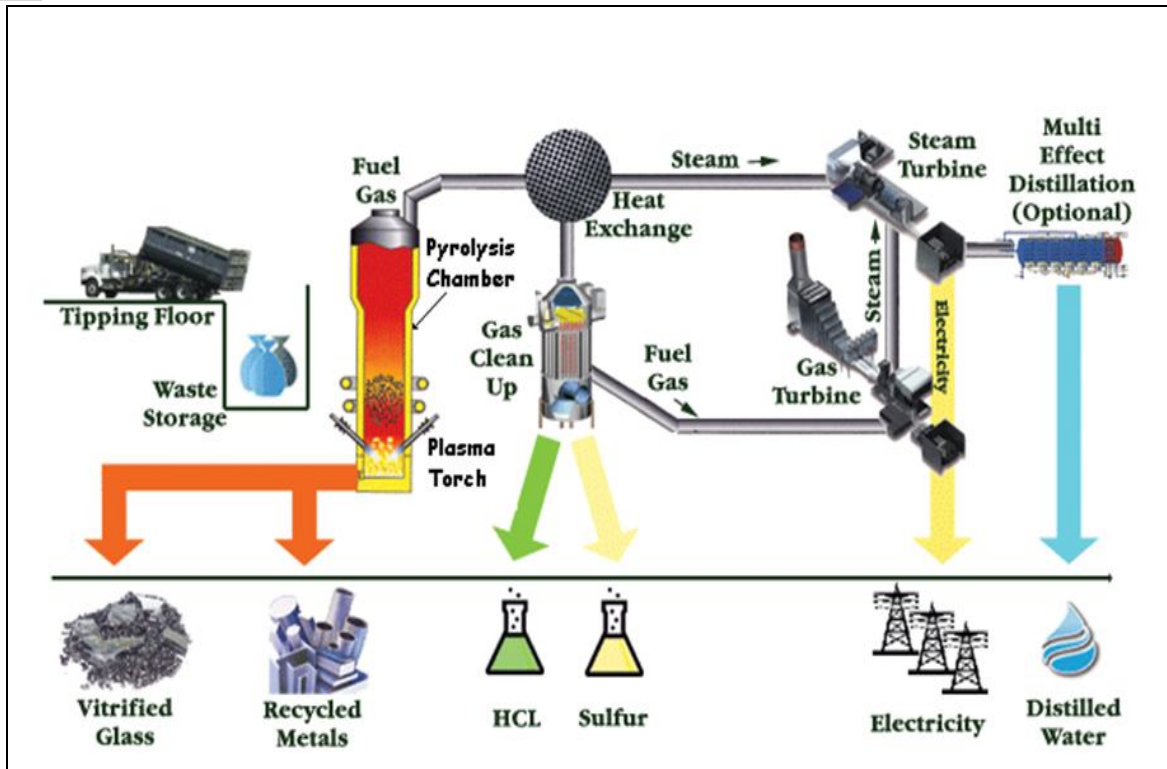 Tipping Floor
Waste
Storage
Fuel
Gas
Pyrolysis
Chamber
Plasma
Torch
Heat
Exchange
Gas
Clean
Up
Steam
Fuel
Gas
Steam
Turbine
Steam
Gas
Turbine
Electricity
Multi
Effect
Distillation
(Optional)
Vitrified
Glass
Recycled
Metals
HCL
Sulfur
Electricity
Distilled
Water